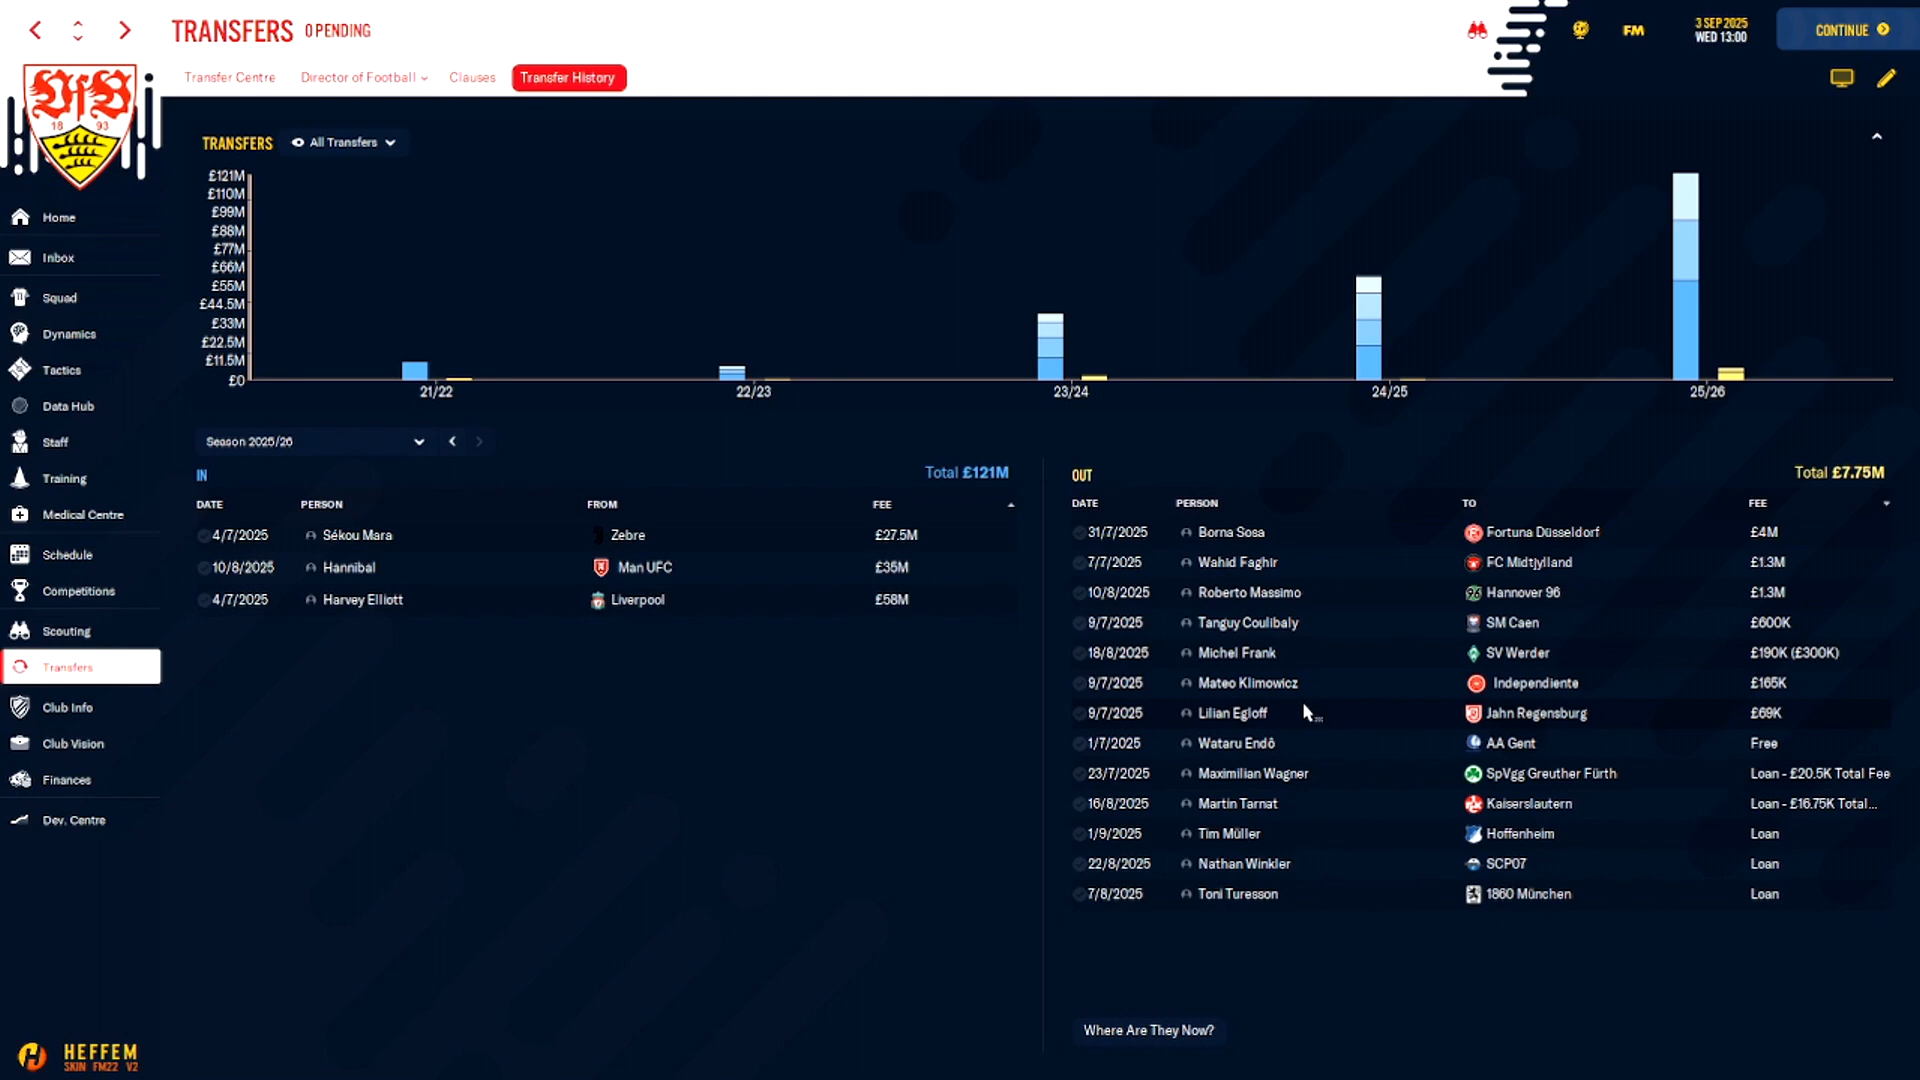 TRANSFERS 0 PENDING
3 SEP 2025
WED 13:00
CONTINUE
FM
Transfer Centre Director of Football Clauses Transfer History
VfB
18 93
TRANSFERS All Transfers
£121M
£110M
£99M
£88M
£77M
£66M
£55M
£44.5M
£33M
£22.5M
£11.5M
£0
21/22 22/23 23/24 24/25 25/26
Home
Inbox
Squad
Dynamics
Tactics
Data Hub
Staff
Training
Medical Centre
Schedule
Competitions
Scouting
Transfers
Club Info
Club Vision
Finances
Dev. Centre
Season 2025/26
IN Total £121M
DATE PERSON FROM FEE
4/7/2025 Sékou Mara Zebre £27.5M
10/8/2025 Hannibal Man UFC £35M
4/7/2025 Harvey Elliott Liverpool £58M
OUT Total £7.75M
DATE PERSON TO FEE
31/7/2025 Borna Sosa Fortuna Düsseldorf £4M
7/7/2025 Wahid Faghir FC Midtjylland £1.3M
10/8/2025 Roberto Massimo Hannover 96 £1.3M
9/7/2025 Tanguy Coulibaly SM Caen £600K
18/8/2025 Michel Frank SV Werder £190K (£300K)
9/7/2025 Mateo Klimowicz Independiente £165K
9/7/2025 Lilian Egloff Jahn Regensburg £69K
1/7/2025 Wataru Endō AA Gent Free
23/7/2025 Maximilian Wagner SpVgg Greuther Fürth Loan - £20.5K Total Fee
16/8/2025 Martin Tarnat Kaiserslautern Loan - £16.75K Total...
1/9/2025 Tim Müller Hoffenheim Loan
22/8/2025 Nathan Winkler SCP07 Loan
7/8/2025 Toni Turesson 1860 München Loan
Where Are They Now?
HEFFEM
SKIN FM22 V2